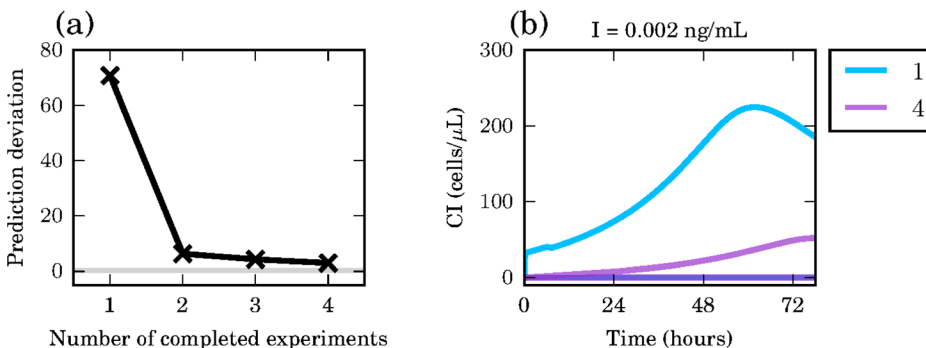 (a)
80
60
40
20
0
1 2 3 4
Prediction deviation
Number of completed experiments
(b)
I = 0.002 ng/mL
300
200
100
0
0 24 48 72
CI (cells/μL)
Time (hours)
1
4